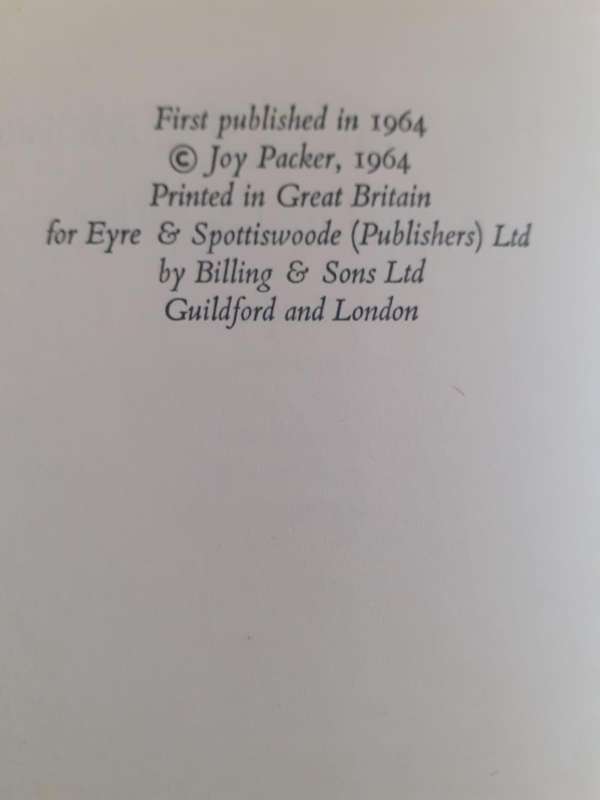 First published in 1964
© Joy Packer, 1964
Printed in Great Britain
for Eyre & Spottiswoode (Publishers) Ltd
by Billing & Sons Ltd
Guildford and London